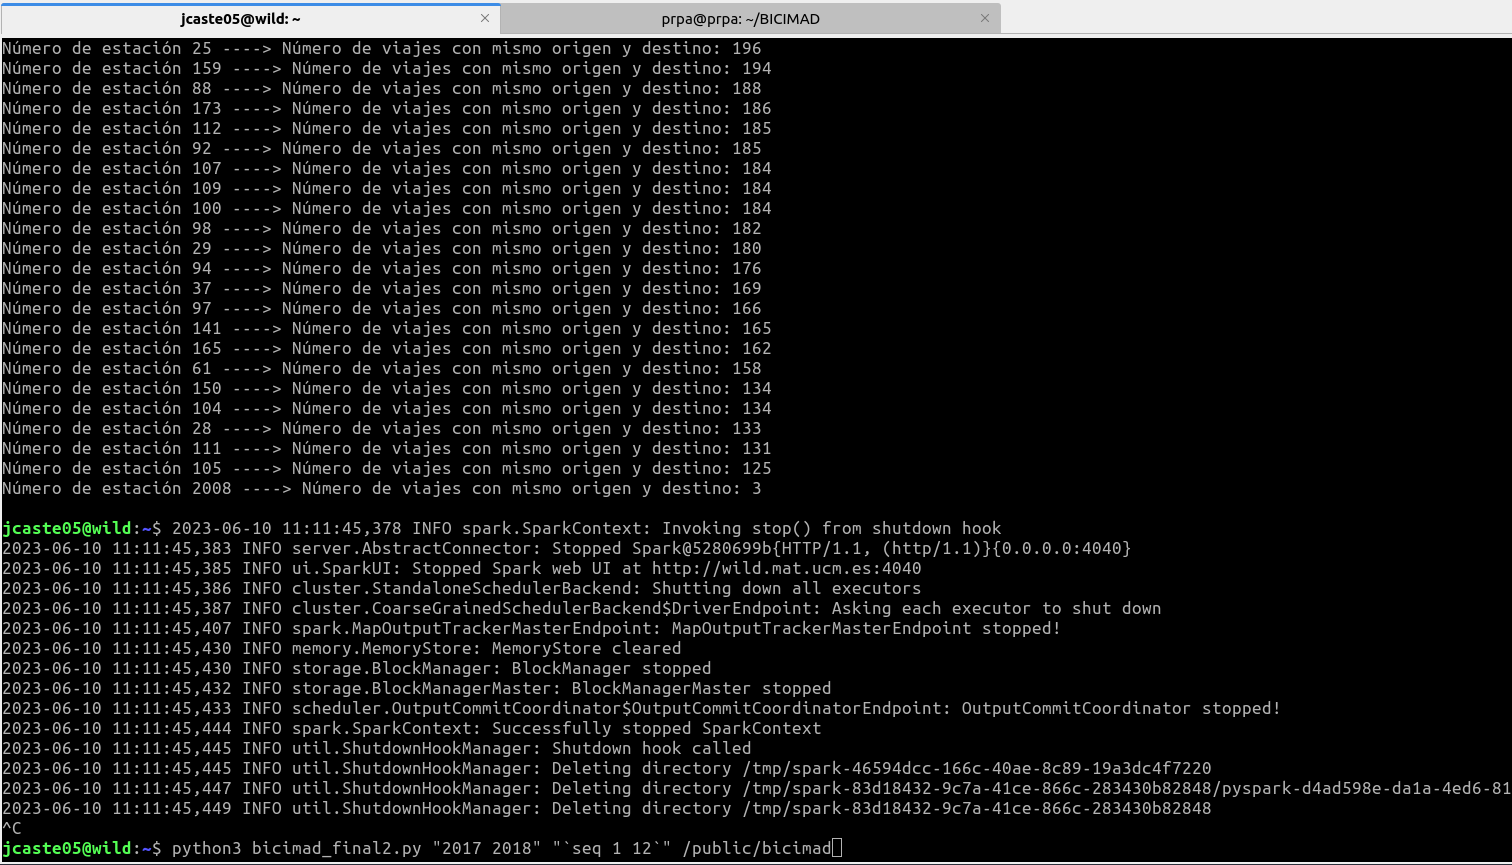 jcaste05@wild: ~ × prpa@prpa: ~/BICIMAD ×
Número de estación 25 ----> Número de viajes con mismo origen y destino: 196
Número de estación 159 ----> Número de viajes con mismo origen y destino: 194
Número de estación 88 ----> Número de viajes con mismo origen y destino: 188
Número de estación 173 ----> Número de viajes con mismo origen y destino: 186
Número de estación 112 ----> Número de viajes con mismo origen y destino: 185
Número de estación 92 ----> Número de viajes con mismo origen y destino: 185
Número de estación 107 ----> Número de viajes con mismo origen y destino: 184
Número de estación 109 ----> Número de viajes con mismo origen y destino: 184
Número de estación 100 ----> Número de viajes con mismo origen y destino: 184
Número de estación 98 ----> Número de viajes con mismo origen y destino: 182
Número de estación 29 ----> Número de viajes con mismo origen y destino: 180
Número de estación 94 ----> Número de viajes con mismo origen y destino: 176
Número de estación 37 ----> Número de viajes con mismo origen y destino: 169
Número de estación 97 ----> Número de viajes con mismo origen y destino: 166
Número de estación 141 ----> Número de viajes con mismo origen y destino: 165
Número de estación 165 ----> Número de viajes con mismo origen y destino: 162
Número de estación 61 ----> Número de viajes con mismo origen y destino: 158
Número de estación 150 ----> Número de viajes con mismo origen y destino: 134
Número de estación 104 ----> Número de viajes con mismo origen y destino: 134
Número de estación 28 ----> Número de viajes con mismo origen y destino: 133
Número de estación 111 ----> Número de viajes con mismo origen y destino: 131
Número de estación 105 ----> Número de viajes con mismo origen y destino: 125
Número de estación 2008 ----> Número de viajes con mismo origen y destino: 3
jcaste05@wild:~$ 2023-06-10 11:11:45,378 INFO spark.SparkContext: Invoking stop() from shutdown hook
2023-06-10 11:11:45,383 INFO server.AbstractConnector: Stopped Spark@5280699b{HTTP/1.1, (http/1.1)}{0.0.0.0:4040}
2023-06-10 11:11:45,385 INFO ui.SparkUI: Stopped Spark web UI at http://wild.mat.ucm.es:4040
2023-06-10 11:11:45,386 INFO cluster.StandaloneSchedulerBackend: Shutting down all executors
2023-06-10 11:11:45,387 INFO cluster.CoarseGrainedSchedulerBackend$DriverEndpoint: Asking each executor to shut down
2023-06-10 11:11:45,407 INFO spark.MapOutputTrackerMasterEndpoint: MapOutputTrackerMasterEndpoint stopped!
2023-06-10 11:11:45,430 INFO memory.MemoryStore: MemoryStore cleared
2023-06-10 11:11:45,430 INFO storage.BlockManager: BlockManager stopped
2023-06-10 11:11:45,432 INFO storage.BlockManagerMaster: BlockManagerMaster stopped
2023-06-10 11:11:45,433 INFO scheduler.OutputCommitCoordinator$OutputCommitCoordinatorEndpoint: OutputCommitCoordinator stopped!
2023-06-10 11:11:45,444 INFO spark.SparkContext: Successfully stopped SparkContext
2023-06-10 11:11:45,445 INFO util.ShutdownHookManager: Shutdown hook called
2023-06-10 11:11:45,445 INFO util.ShutdownHookManager: Deleting directory /tmp/spark-46594dcc-166c-40ae-8c89-19a3dc4f7220
2023-06-10 11:11:45,447 INFO util.ShutdownHookManager: Deleting directory /tmp/spark-83d18432-9c7a-41ce-866c-283430b82848/pyspark-d4ad598e-da1a-4ed6-81
2023-06-10 11:11:45,449 INFO util.ShutdownHookManager: Deleting directory /tmp/spark-83d18432-9c7a-41ce-866c-283430b82848
^C
jcaste05@wild:~$ python3 bicimad_final2.py "2017 2018" "`seq 1 12`" /public/bicimad